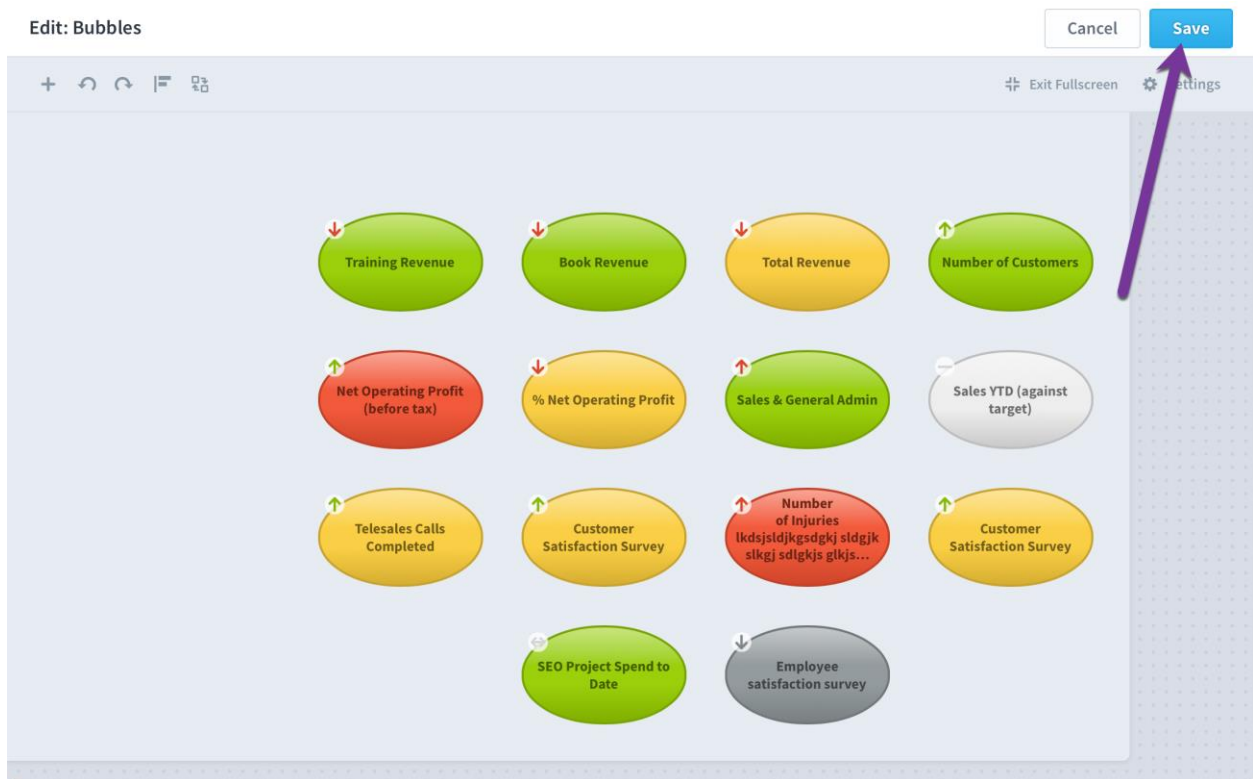 Edit: Bubbles
Cancel
Save
Exit Fullscreen
ettings
Training Revenue
Book Revenue
Total Revenue
Number of Customers
Net Operating Profit
(before tax)
% Net Operating Profit
Sales & General Admin
Sales YTD (against
target)
Telesales Calls
Completed
Customer
Satisfaction Survey
Number
of Injuries
lkdsjsldjkgsdgkj sldgjk
slkgj sdlgkjs glkjs...
Customer
Satisfaction Survey
SEO Project Spend to
Date
Employee
satisfaction survey